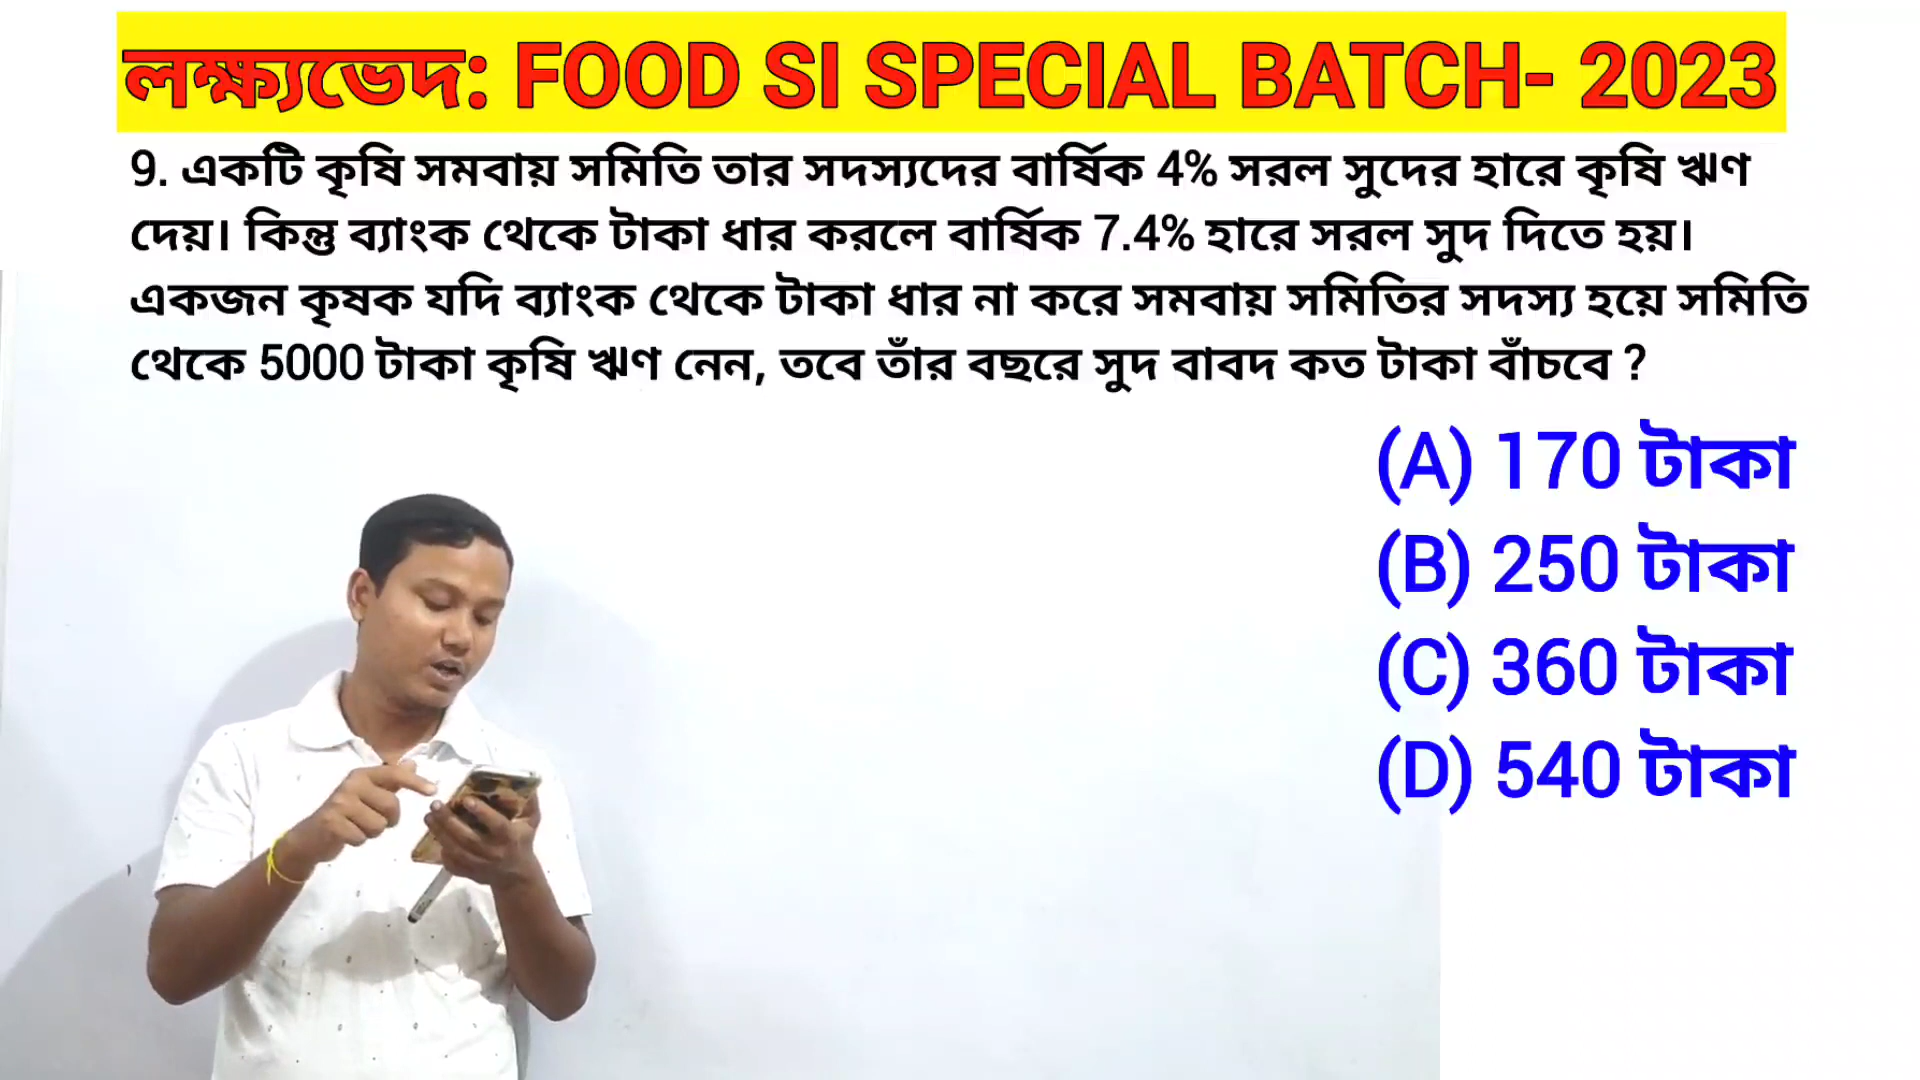 লক্ষ্যভেদ: FOOD SI SPECIAL BATCH- 2023
9. একটি কৃষি সমবায় সমিতি তার সদস্যদের বার্ষিক 4% সরল সুদের হারে কৃষি ঋণ
দেয়। কিন্তু ব্যাংক থেকে টাকা ধার করলে বার্ষিক 7.4% হারে সরল সুদ দিতে হয়।
একজন কৃষক যদি ব্যাংক থেকে টাকা ধার না করে সমবায় সমিতির সদস্য হয়ে সমিতি
থেকে 5000 টাকা কৃষি ঋণ নেন, তবে তাঁর বছরে সুদ বাবদ কত টাকা বাঁচবে ?
(A) 170 টাকা
(B) 250 টাকা
(C) 360 টাকা
(D) 540 টাকা